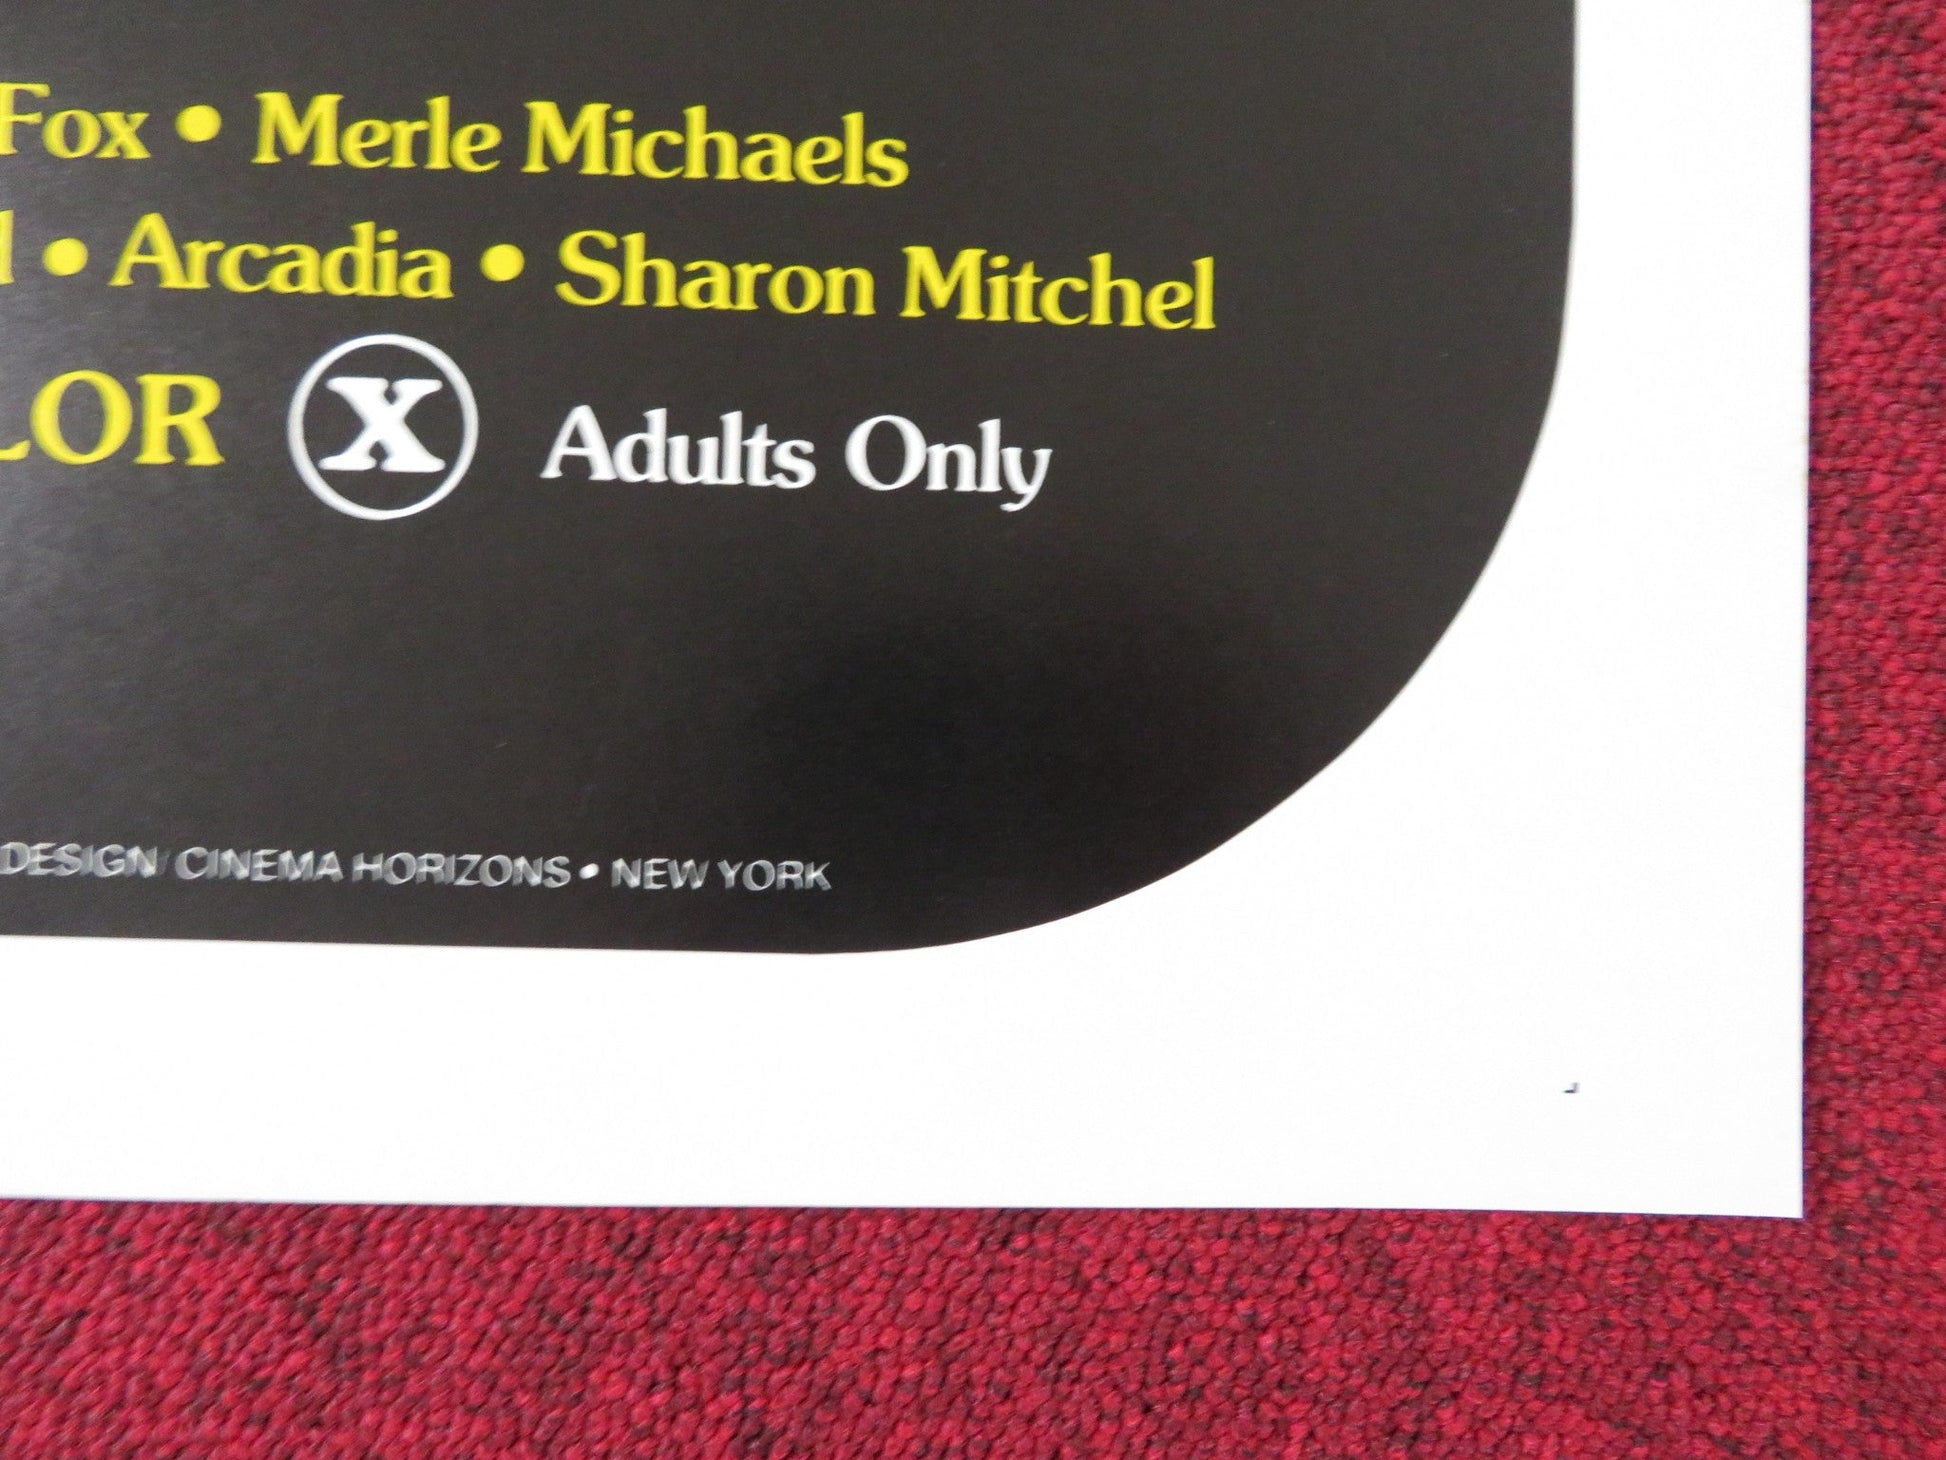 Fox • Merle Michaels
• Arcadia • Sharon Mitchel
LOR X Adults Only
DESIGN CINEMA HORIZONS • NEW YORK